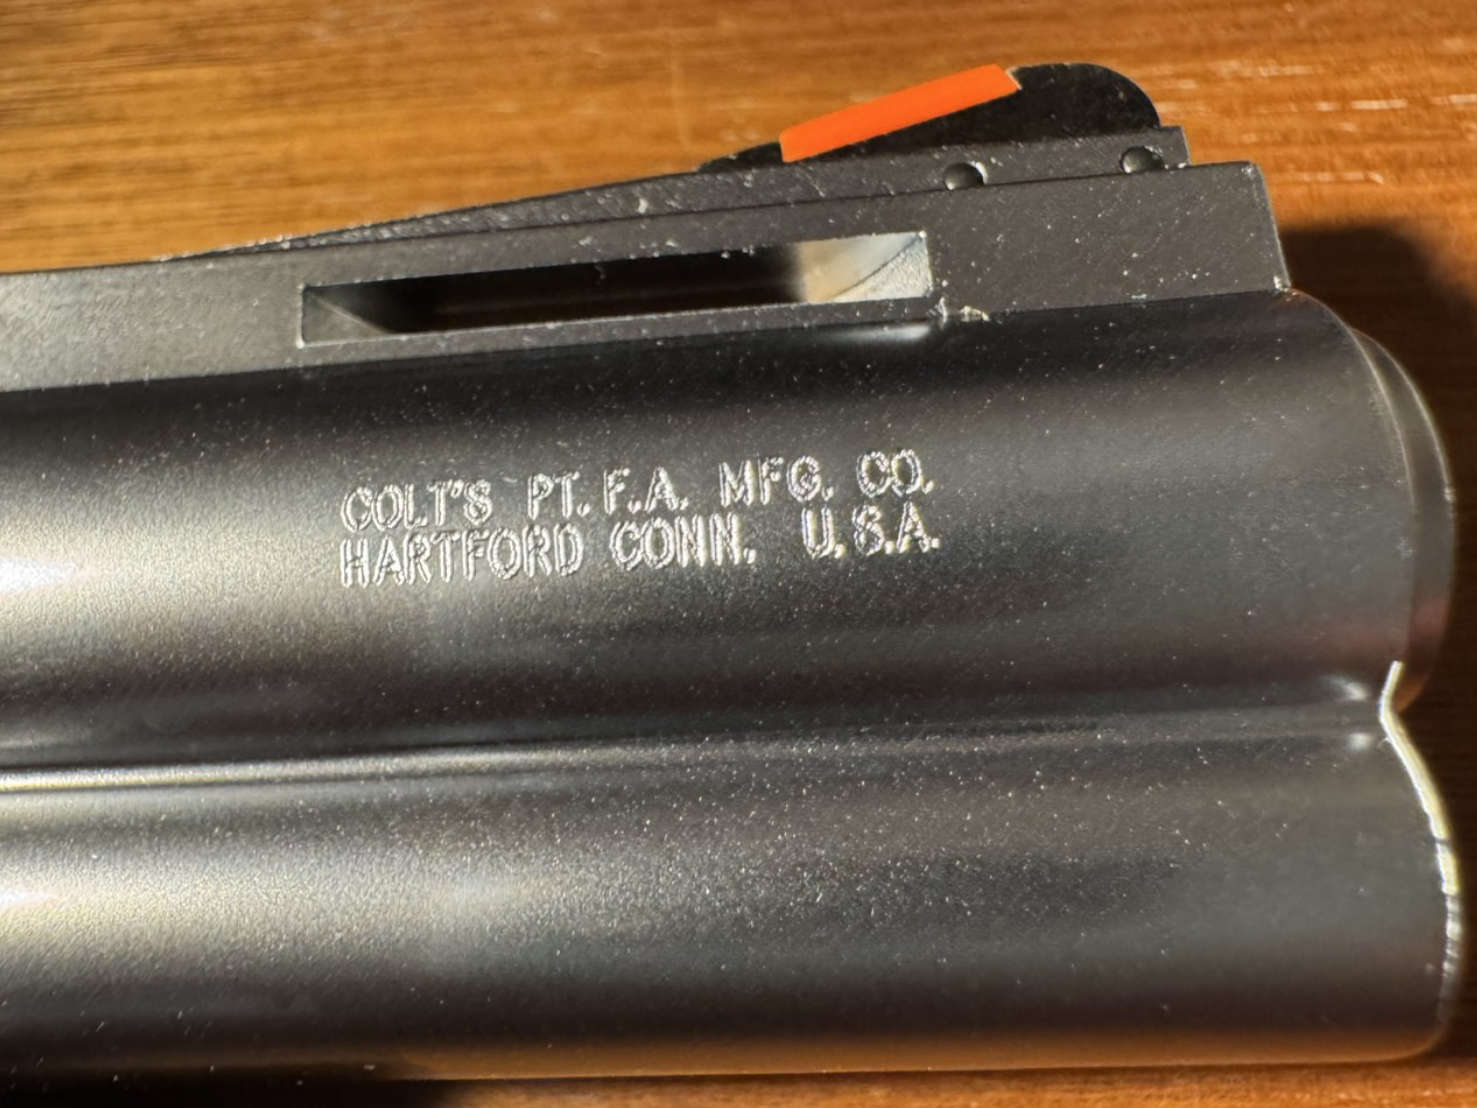 COLT'S PT. F.A. MFG. CO.
HARTFORD CONN. U.S.A.